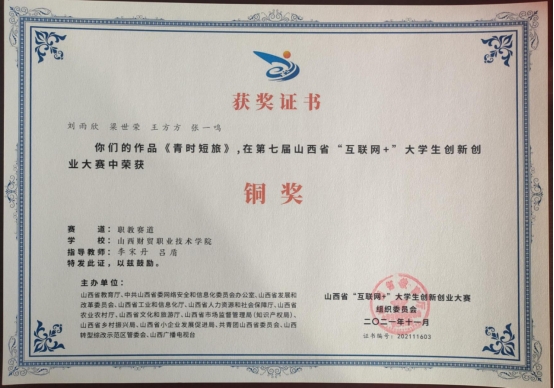 获奖证书
刘雨欣 梁世荣 王方方 张一鸣
你们的作品《青时短旅》，在第七届山西省“互联网+”大学生创新创
业大赛中荣获
铜奖
赛道：职教赛道
学校：山西财贸职业技术学院
指导教师：李宋丹 吕盾
特发此证，以兹鼓励。
主办单位：
山西省教育厅、中共山西省委网络安全和信息化委员会办公室、山西省发展和
改革委员会、山西省工业和信息化厅、山西省人力资源和社会保障厅、山西省
农业农村厅、山西省文化和旅游厅、山西省市场监督管理局（知识产权局）、
山西省乡村振兴局、山西省小企业发展促进局、共青团山西省委员会、山西
转型综改示范区管委会、山西广播电视台
山西省“互联网+”大学生创新创业大赛
组织委员会
二〇二一年十一月
证书编号：202111603